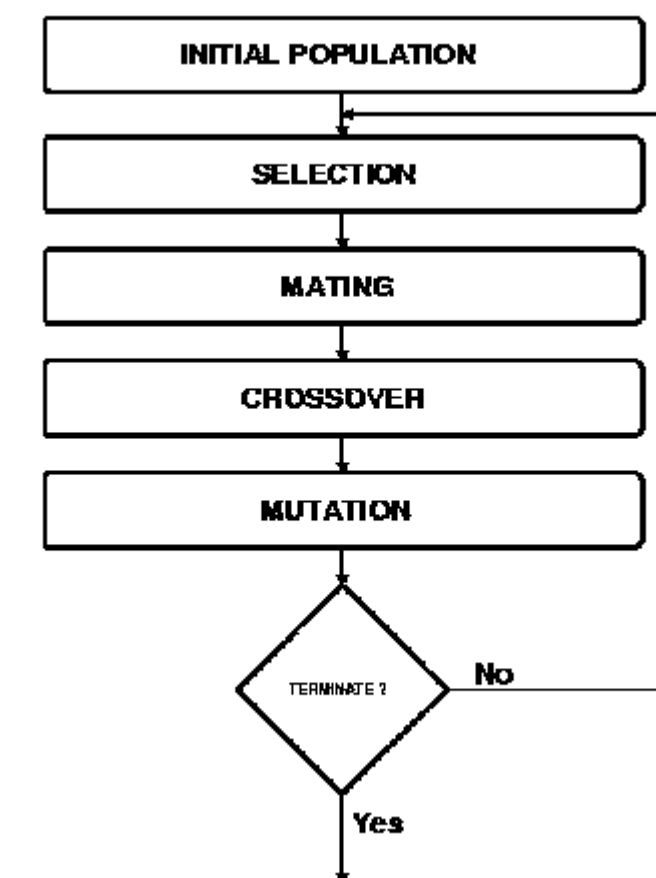 INITIAL POPULATION
SELECTION
MATING
CROSSOVER
MUTATION
TERMINATE ?
No
Yes